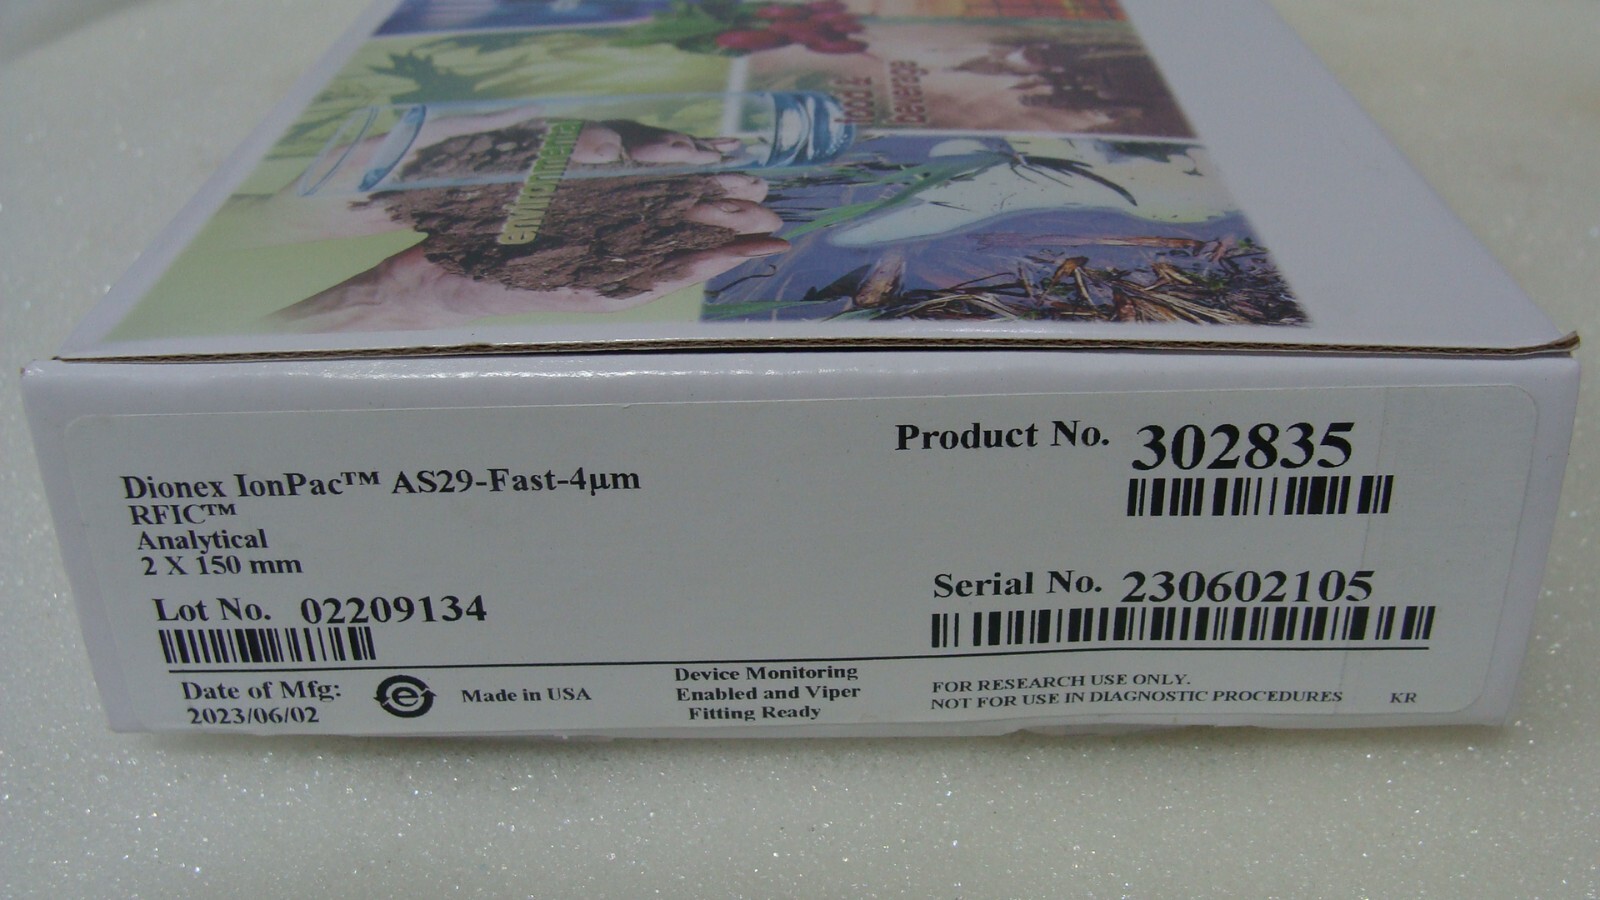 food &
beverage
environmental
Dionex IonPac™ AS29-Fast-4µm
RFIC™
Analytical
2 X 150 mm
Lot No. 02209134
Product No. 302835
Serial No. 230602105
Date of Mfg:
2023/06/02
e
Made in USA
Device Monitoring
Enabled and Viper
Fitting Ready
FOR RESEARCH USE ONLY.
NOT FOR USE IN DIAGNOSTIC PROCEDURES
KR